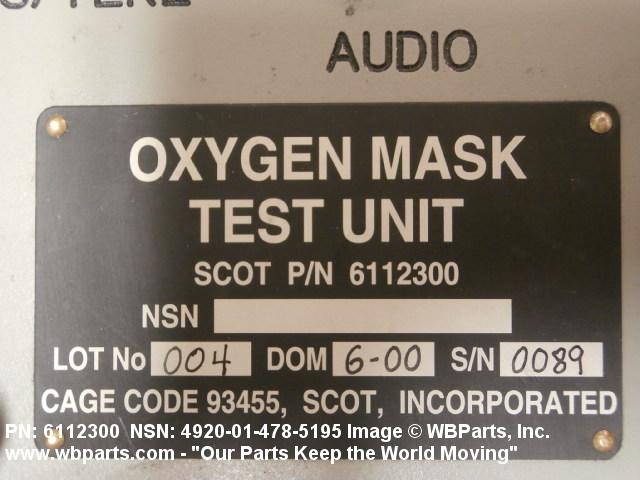 AUDIO
OXYGEN MASK
TEST UNIT
SCOT P/N 6112300
NSN
LOT No 004 DOM 6-00 S/N 0089
CAGE CODE 93455, SCOT, INCORPORATED
PN: 6112300 NSN: 4920-01-478-5195 Image © WBParts, Inc.
www.wbparts.com - "Our Parts Keep the World Moving"